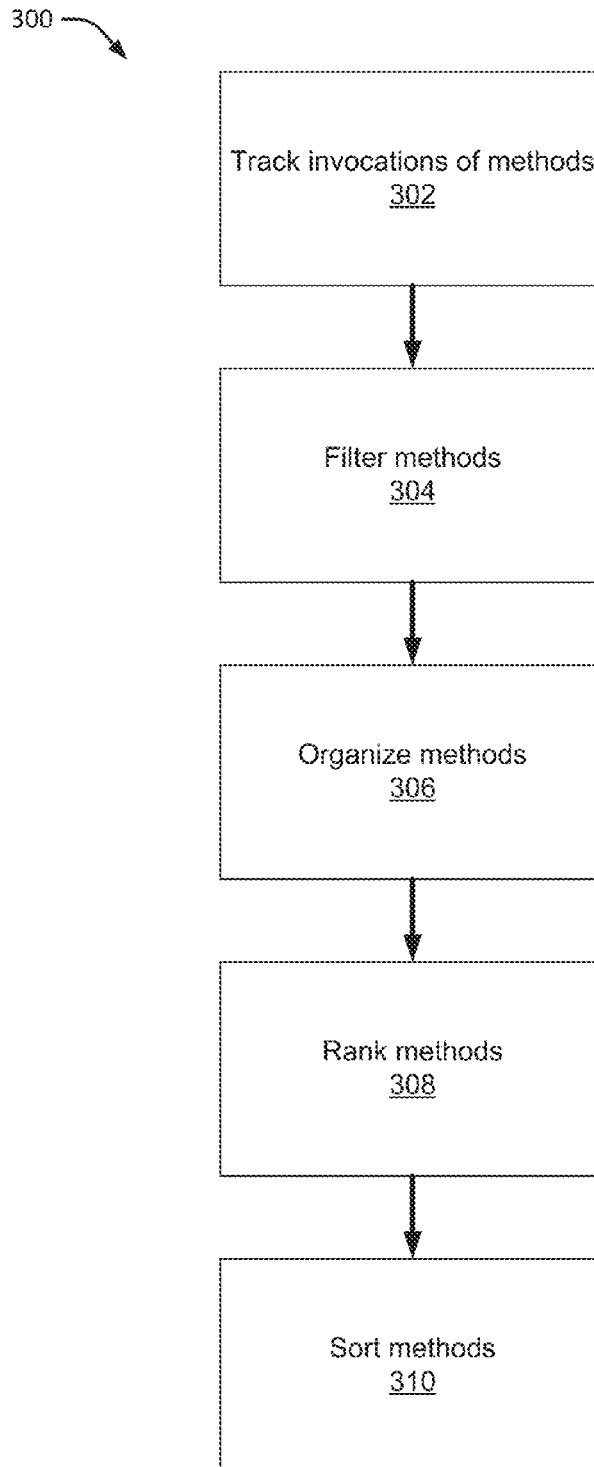 300
Track invocations of methods
302
Filter methods
304
Organize methods
306
Rank methods
308
Sort methods
310